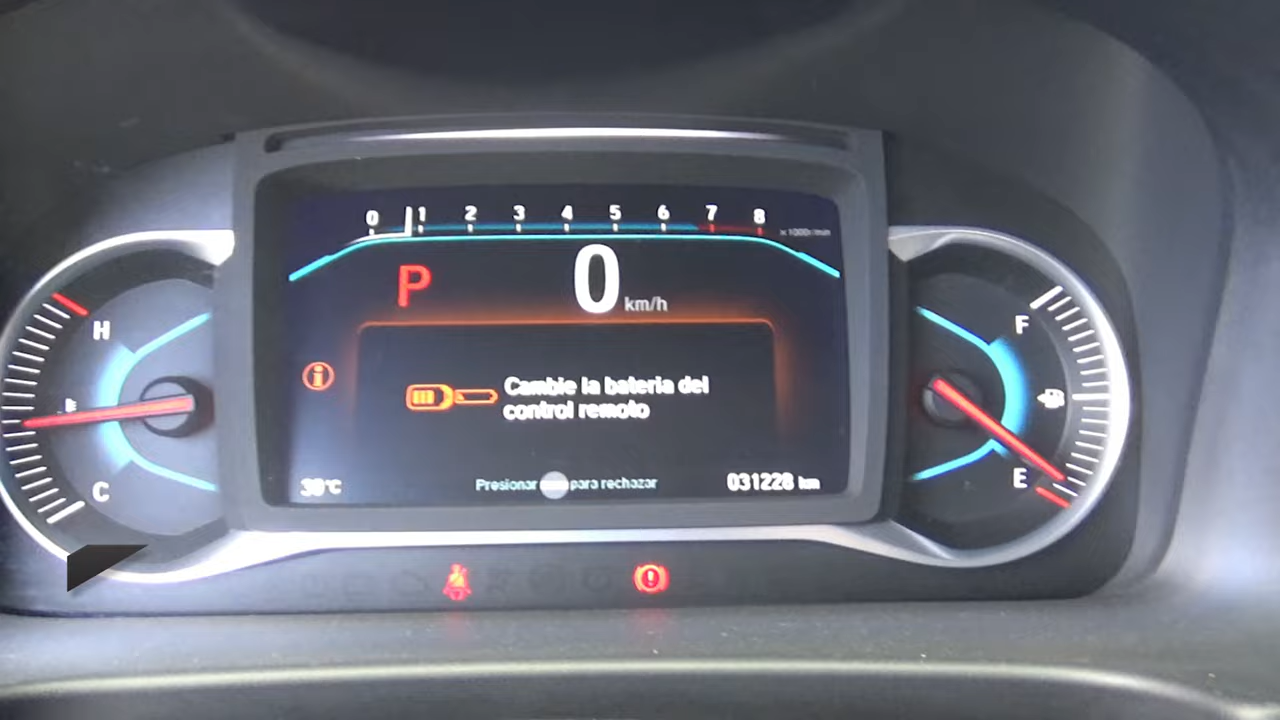 0 1 2 3 4 5 6 7 8
x 1000r/min
P
0 km/h
H
F
Cambie la bateria del
control remoto
C
E
Presionar para rechazar
031228 km